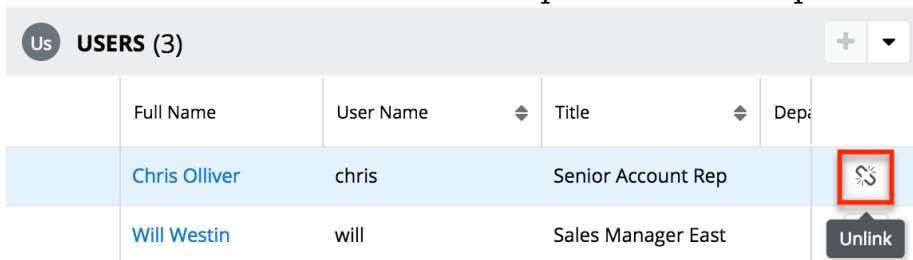 Us USERS (3)
Full Name User Name Title Depa
Chris Olliver chris Senior Account Rep
Will Westin will Sales Manager East
Unlink